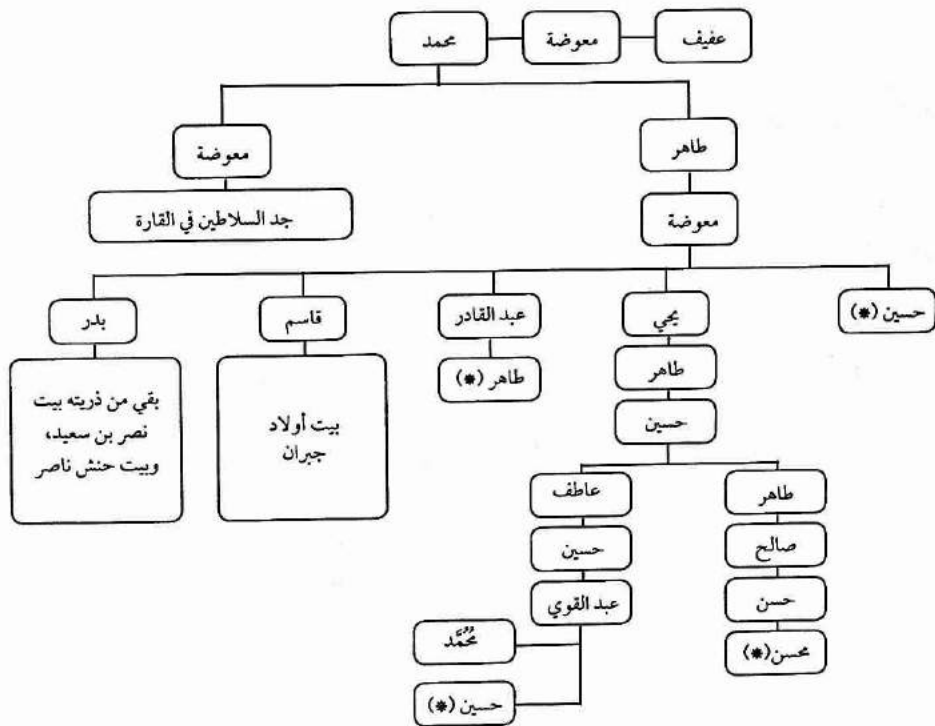 عفيف
معوضة
محمد
طاهر
معوضة
معوضة
جد السلاطين في القارة
حسين (*)
يحي
عبد القادر
قاسم
بدر
طاهر
طاهر (*)
بيت أولاد
جبران
بقي من ذريته بيت
نصر بن سعيد،
وبيت حنش ناصر
حسين
طاهر
عاطف
صالح
حسين
حسن
عبد القوي
محسن (*)
مُحُمَّد
حسين (*)